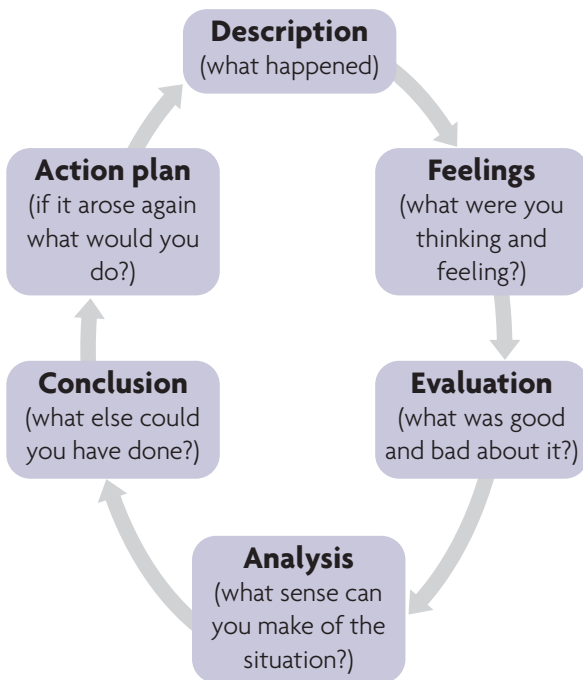 Description
(what happened)
Feelings
(what were you
thinking and
feeling?)
Evaluation
(what was good
and bad about it?)
Analysis
(what sense can
you make of the
situation?)
Conclusion
(what else could
you have done?)
Action plan
(if it arose again
what would you
do?)